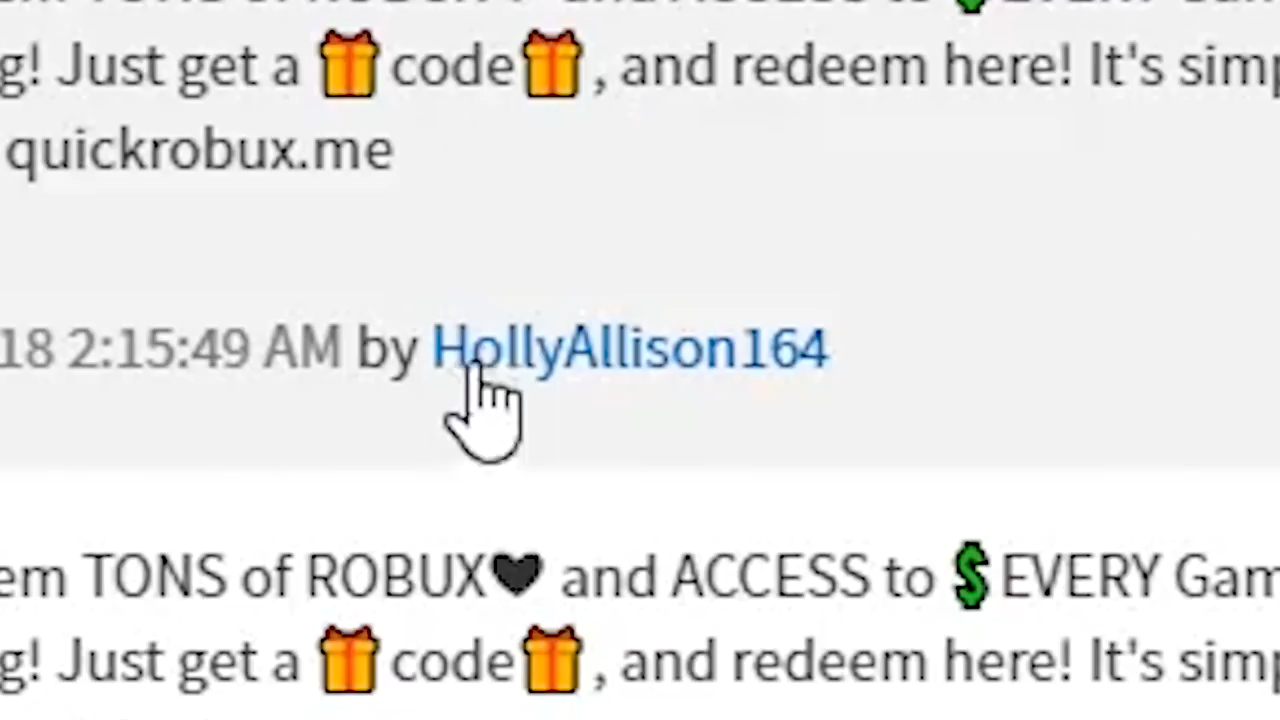 g! Just get a 🎁code🎁, and redeem here! It's simp
quickrobux.me
18 2:15:49 AM by HollyAllison164
em TONS of ROBUX🖤 and ACCESS to 💲EVERY Gam
g! Just get a 🎁code🎁, and redeem here! It's simp